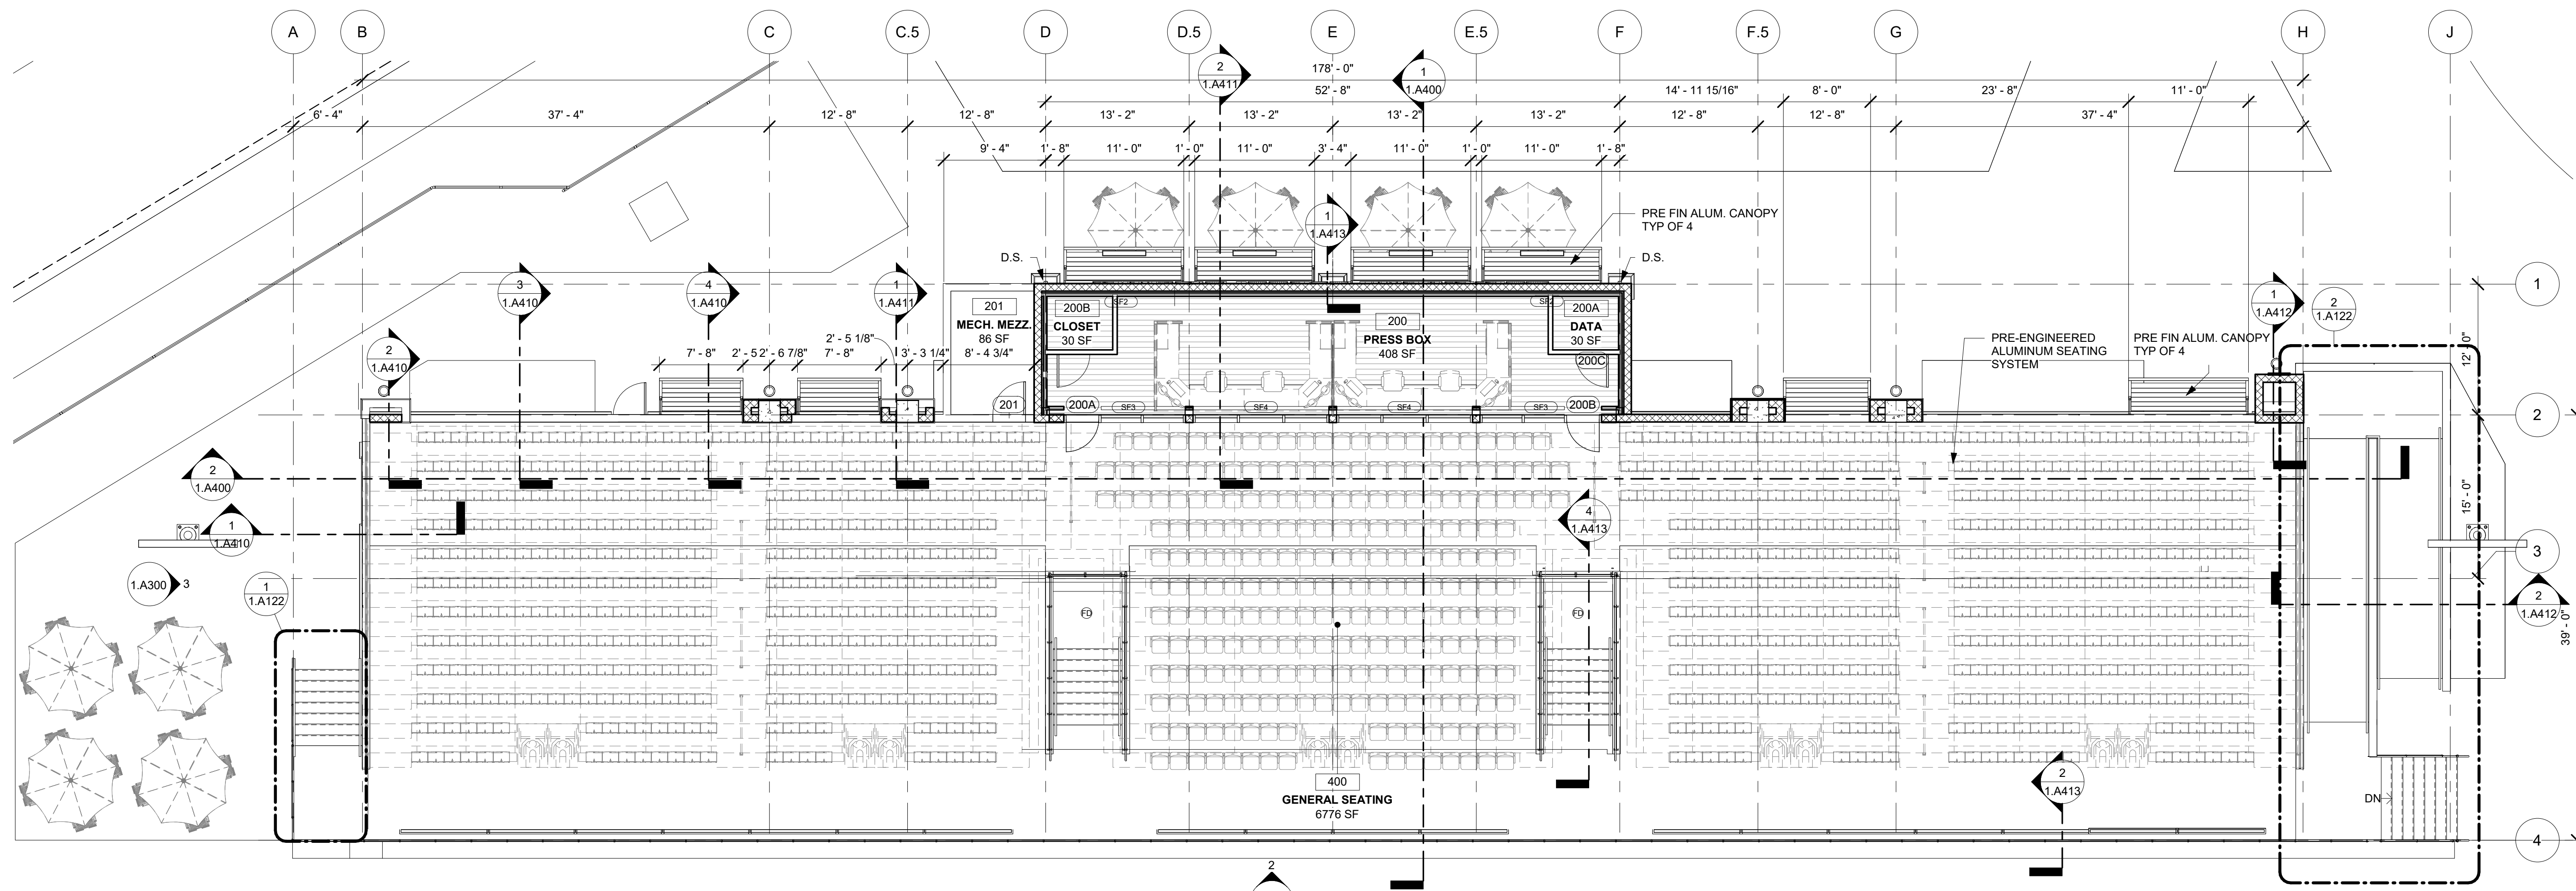 A
B
C
C.5
D
D.5
E
E.5
F
F.5
G
H
J
178' - 0"
2
1.A411
1
1.A400
52' - 8"
14' - 11 15/16"
8' - 0"
23' - 8"
11' - 0"
6' - 4"
37' - 4"
12' - 8"
12' - 8"
13' - 2"
13' - 2"
13' - 2"
13' - 2"
12' - 8"
12' - 8"
37' - 4"
9' - 4"
1' - 8"
11' - 0"
1' - 0"
11' - 0"
3' - 4"
11' - 0"
1' - 0"
11' - 0"
1' - 8"
1
1.A413
PRE FIN ALUM. CANOPY
TYP OF 4
D.S.
D.S.
3
1.A410
4
1.A410
1
1.A411
1
1.A412
2
1.A122
1
201
MECH. MEZZ.
86 SF
200B
CLOSET
30 SF
SF2
200
PRESS BOX
408 SF
SF2
200A
DATA
30 SF
200C
PRE-ENGINEERED
ALUMINUM SEATING
SYSTEM
PRE FIN ALUM. CANOPY
TYP OF 4
12' - 0"
2
1.A410
7' - 8"
2' - 5
2' - 6 7/8"
2' - 5 1/8"
7' - 8"
3' - 3 1/4"
8' - 4 3/4"
201
200A
SF3
SF4
SF4
SF3
200B
2
2
1.A400
15' - 0"
1
1.A410
4
1.A413
3
1.A300
3
1
1.A122
FD
FD
2
1.A412
39' - 0"
400
GENERAL SEATING
6776 SF
2
1.A413
DN
4
2